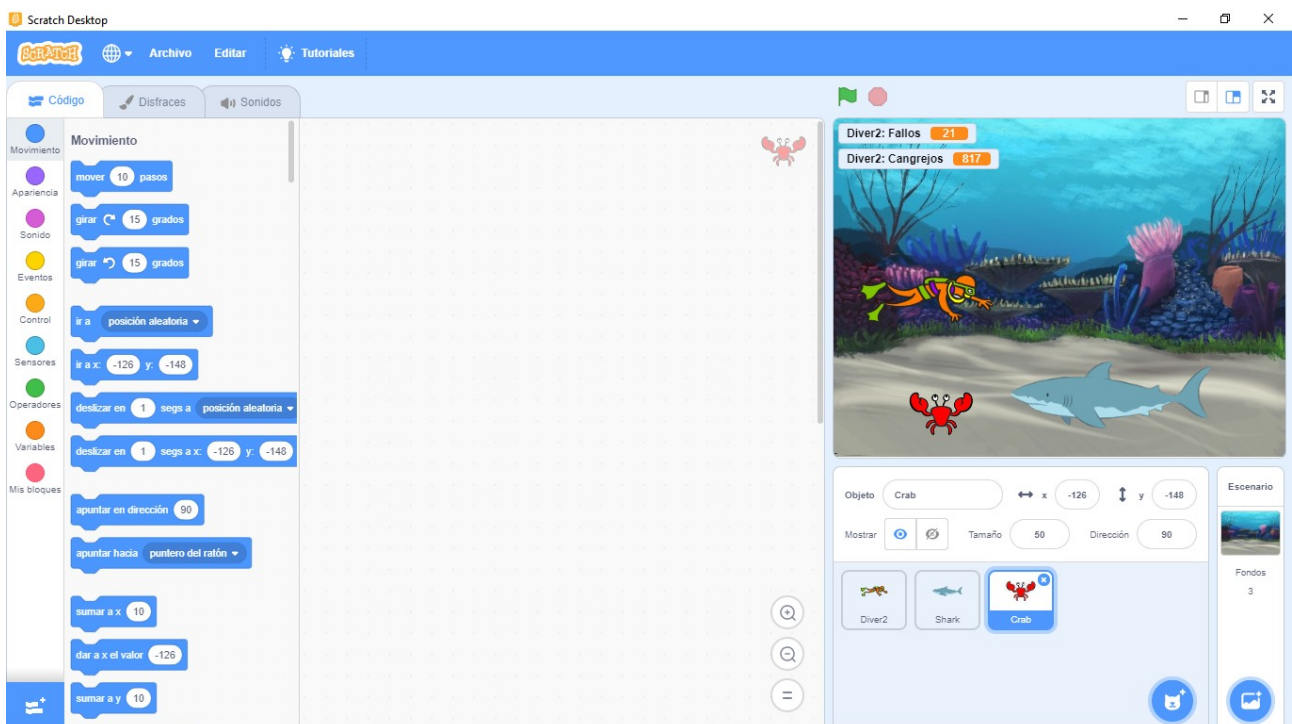 Scratch Desktop
SCRATCH
Archivo
Editar
Tutoriales
Código
Disfraces
Sonidos
Movimiento
Apariencia
Sonido
Eventos
Control
Sensores
Operadores
Variables
Mis bloques
Movimiento
mover 10 pasos
girar 15 grados
girar 15 grados
ir a posición aleatoria
ir a x: -126 y: -148
deslizar en 1 segs a posición aleatoria
deslizar en 1 segs a x: -126 y: -148
apuntar en dirección 90
apuntar hacia puntero del ratón
sumar a x 10
dar a x el valor -126
sumar a y 10
Diver2: Fallos 21
Diver2: Cangrejos 817
Objeto Crab x -126 y -148
Mostrar Tamaño 50 Dirección 90
Diver2
Shark
Crab
Escenario
Fondos
3